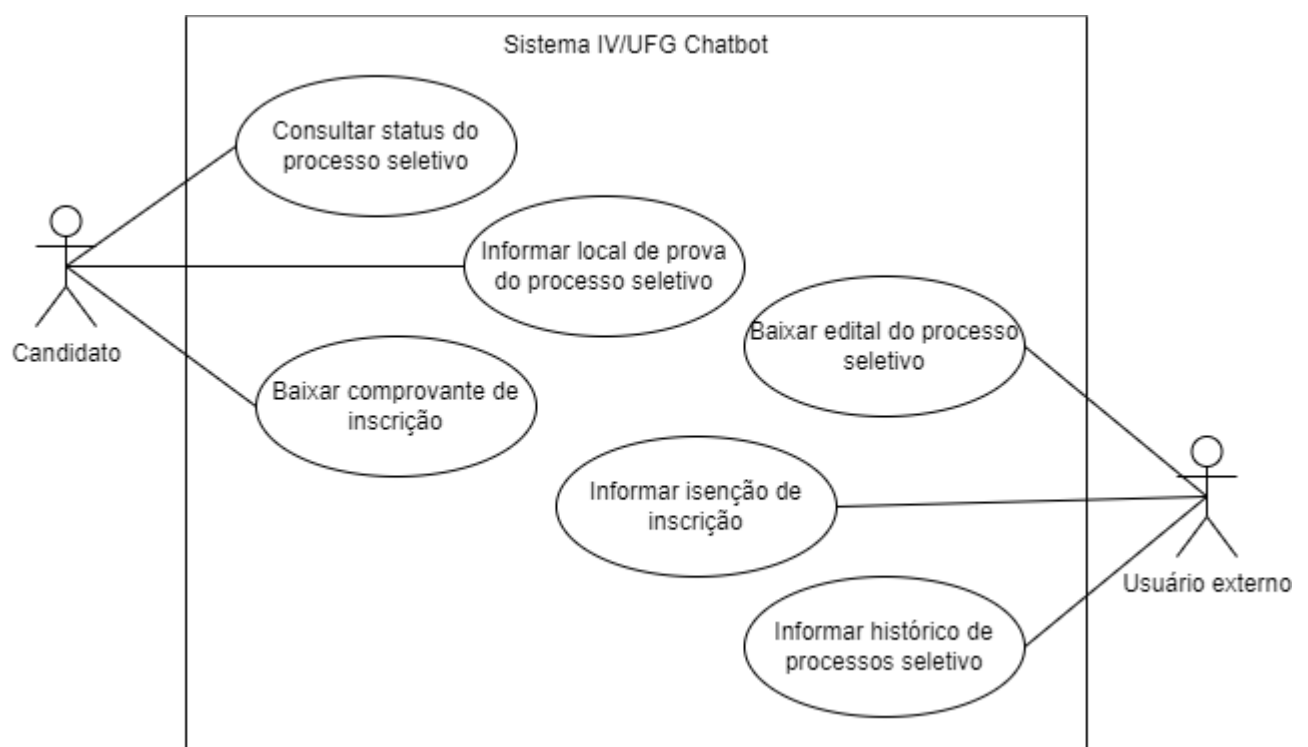 Sistema IV/UFG Chatbot
Consultar status do
processo seletivo
Informar local de prova
do processo seletivo
Candidato
Baixar edital do processo
seletivo
Baixar comprovante de
inscrição
Informar isenção de
inscrição
Usuário externo
Informar histórico de
processos seletivo